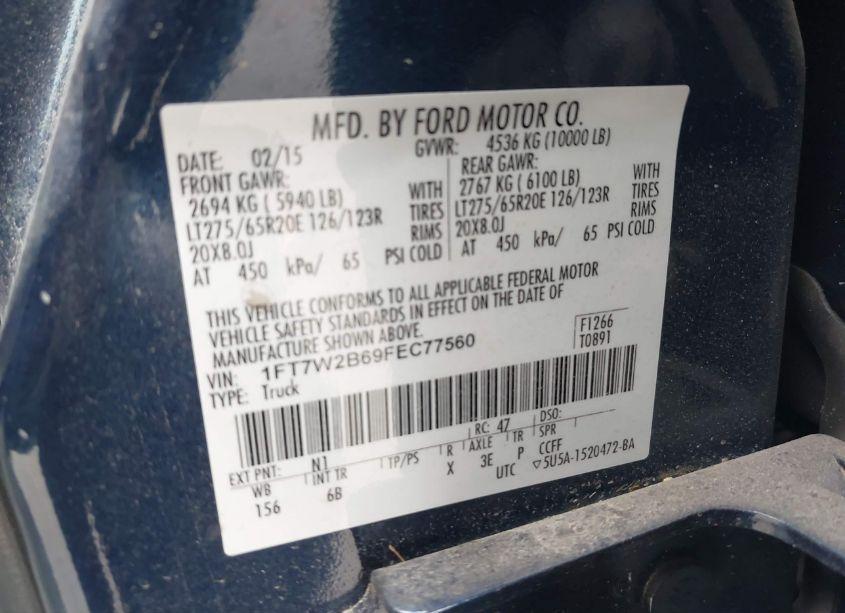 MFD. BY FORD MOTOR CO.
DATE: 02/15 GVWR: 4536 KG (10000 LB)
FRONT GAWR: REAR GAWR:
2694 KG ( 5940 LB) WITH 2767 KG ( 6100 LB) WITH
LT275/65R20E 126/123R TIRES LT275/65R20E 126/123R TIRES
20X8.0J RIMS 20X8.0J RIMS
AT 450 kPa/ 65 PSI COLD AT 450 kPa/ 65 PSI COLD
THIS VEHICLE CONFORMS TO ALL APPLICABLE FEDERAL MOTOR
VEHICLE SAFETY STANDARDS IN EFFECT ON THE DATE OF
MANUFACTURE SHOWN ABOVE.
F1266
VIN: 1FT7W2B69FEC77560 T0891
TYPE: Truck
EXT PNT: N1 RC: 47 DSO:
WB INT TR TP/PS R AXLE TR SPR
156 6B X 3E P CCFF
UTC ▽5U5A-1520472-BA